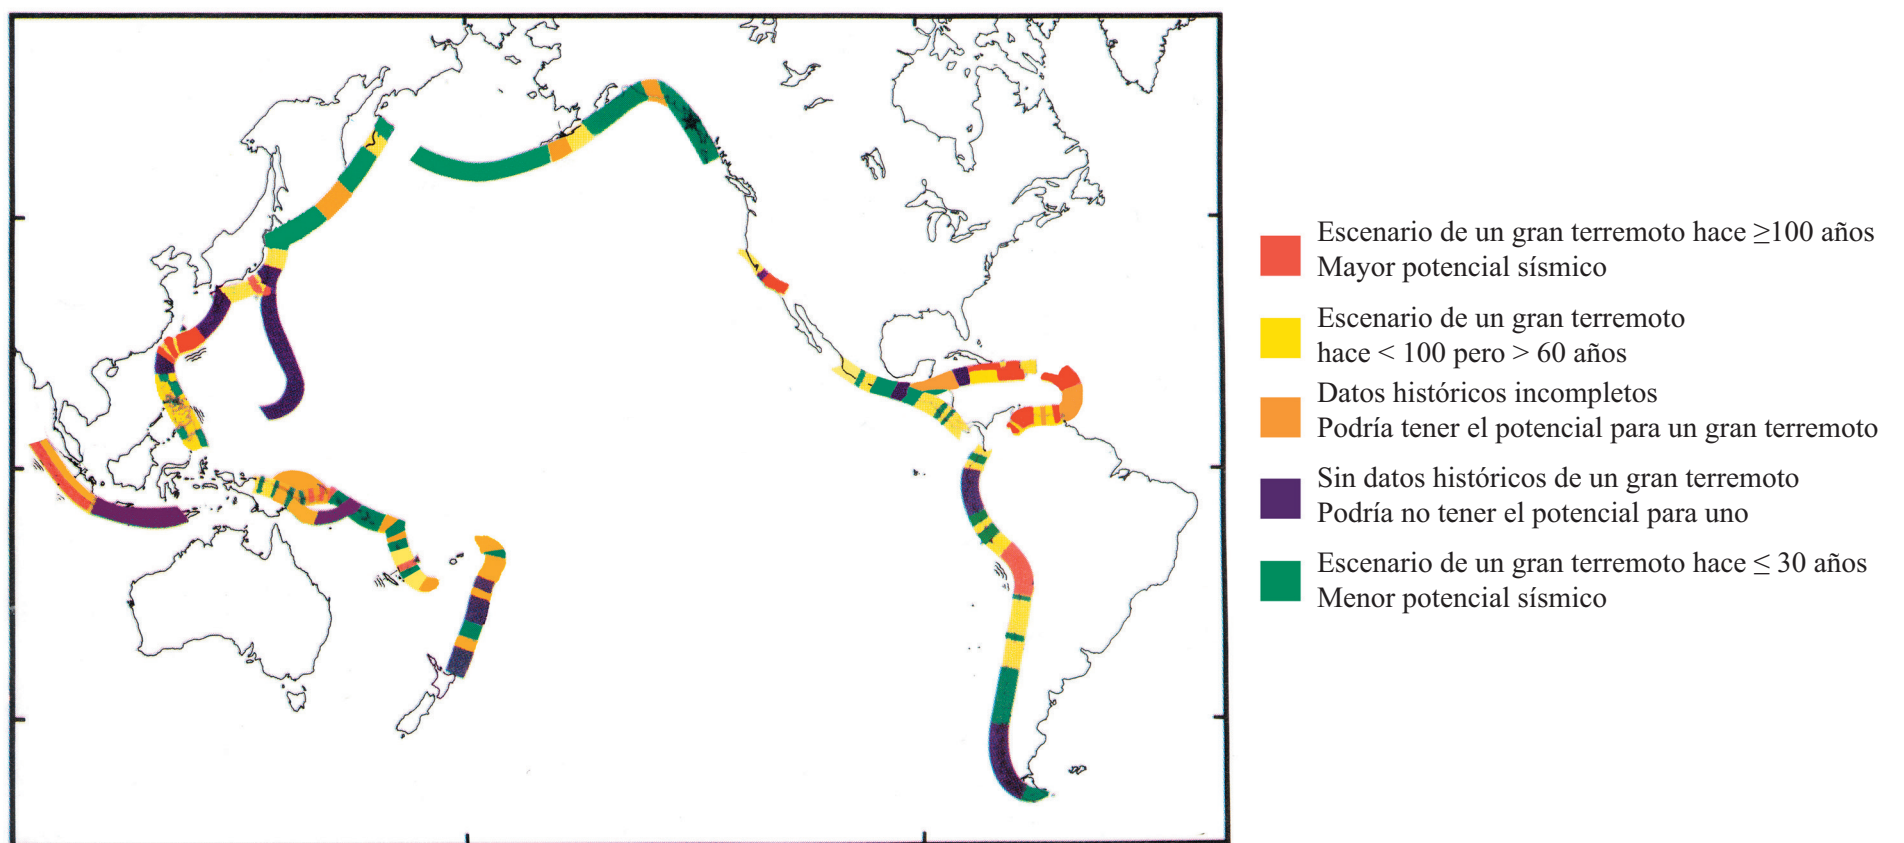 Escenario de un gran terremoto hace ≥100 años
Mayor potencial sísmico
Escenario de un gran terremoto
hace < 100 pero > 60 años
Datos históricos incompletos
Podría tener el potencial para un gran terremoto
Sin datos históricos de un gran terremoto
Podría no tener el potencial para uno
Escenario de un gran terremoto hace ≤ 30 años
Menor potencial sísmico